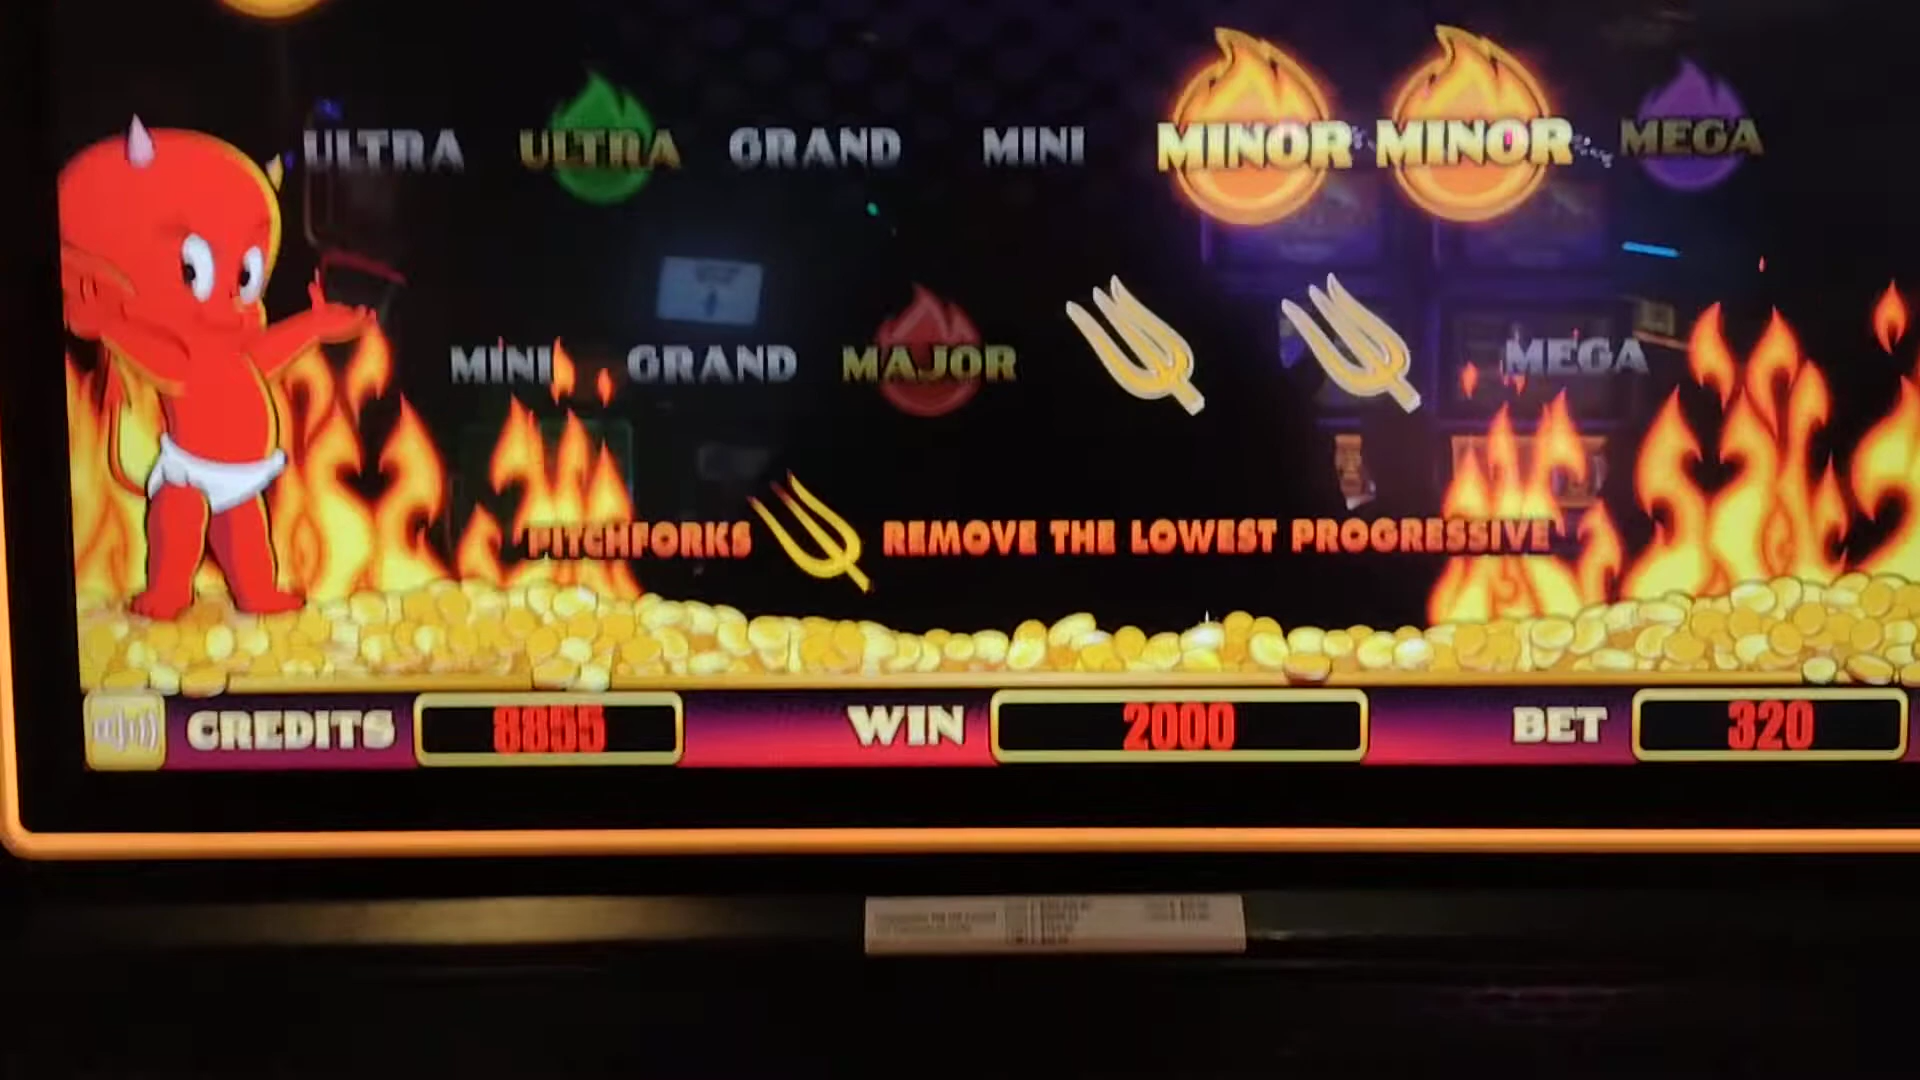 ULTRA ULTRA GRAND MINI MINOR MINOR MEGA
MINI GRAND MAJOR MEGA
PITCHFORKS REMOVE THE LOWEST PROGRESSIVE
CREDITS 8855 WIN 2000 BET 320